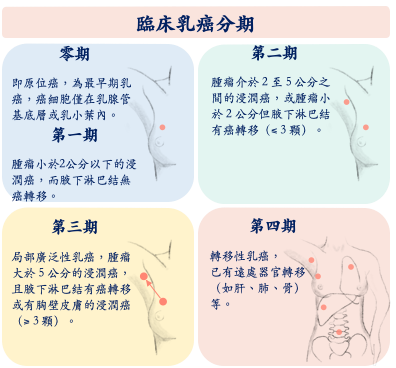 臨床乳癌分期
零期
即原位癌，為最早期乳
癌，癌細胞僅在乳腺管
基底層或乳小葉內。
第一期
腫瘤小於2公分以下的浸
潤癌，而腋下淋巴結無
癌轉移。
第二期
腫瘤介於 2 至 5 公分之
間的浸潤癌，或腫瘤小
於 2 公分但腋下淋巴結
有癌轉移（≤ 3 顆）。
第三期
局部廣泛性乳癌，腫瘤
大於 5 公分的浸潤癌，
且腋下淋巴結有癌轉移
或有胸壁皮膚的浸潤癌
（≥ 3 顆）。
第四期
轉移性乳癌，
已有遠處器官轉移
（如肝、肺、骨）
等。